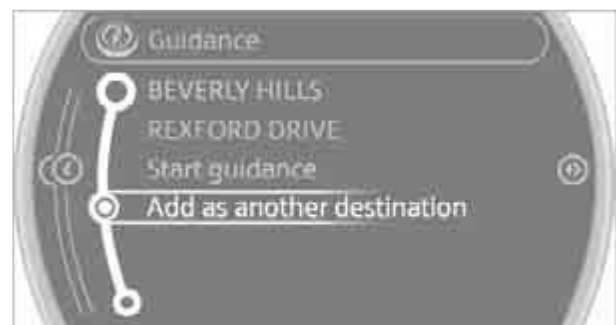 Guidance
BEVERLY HILLS
REXFORD DRIVE
Start guidance
Add as another destination